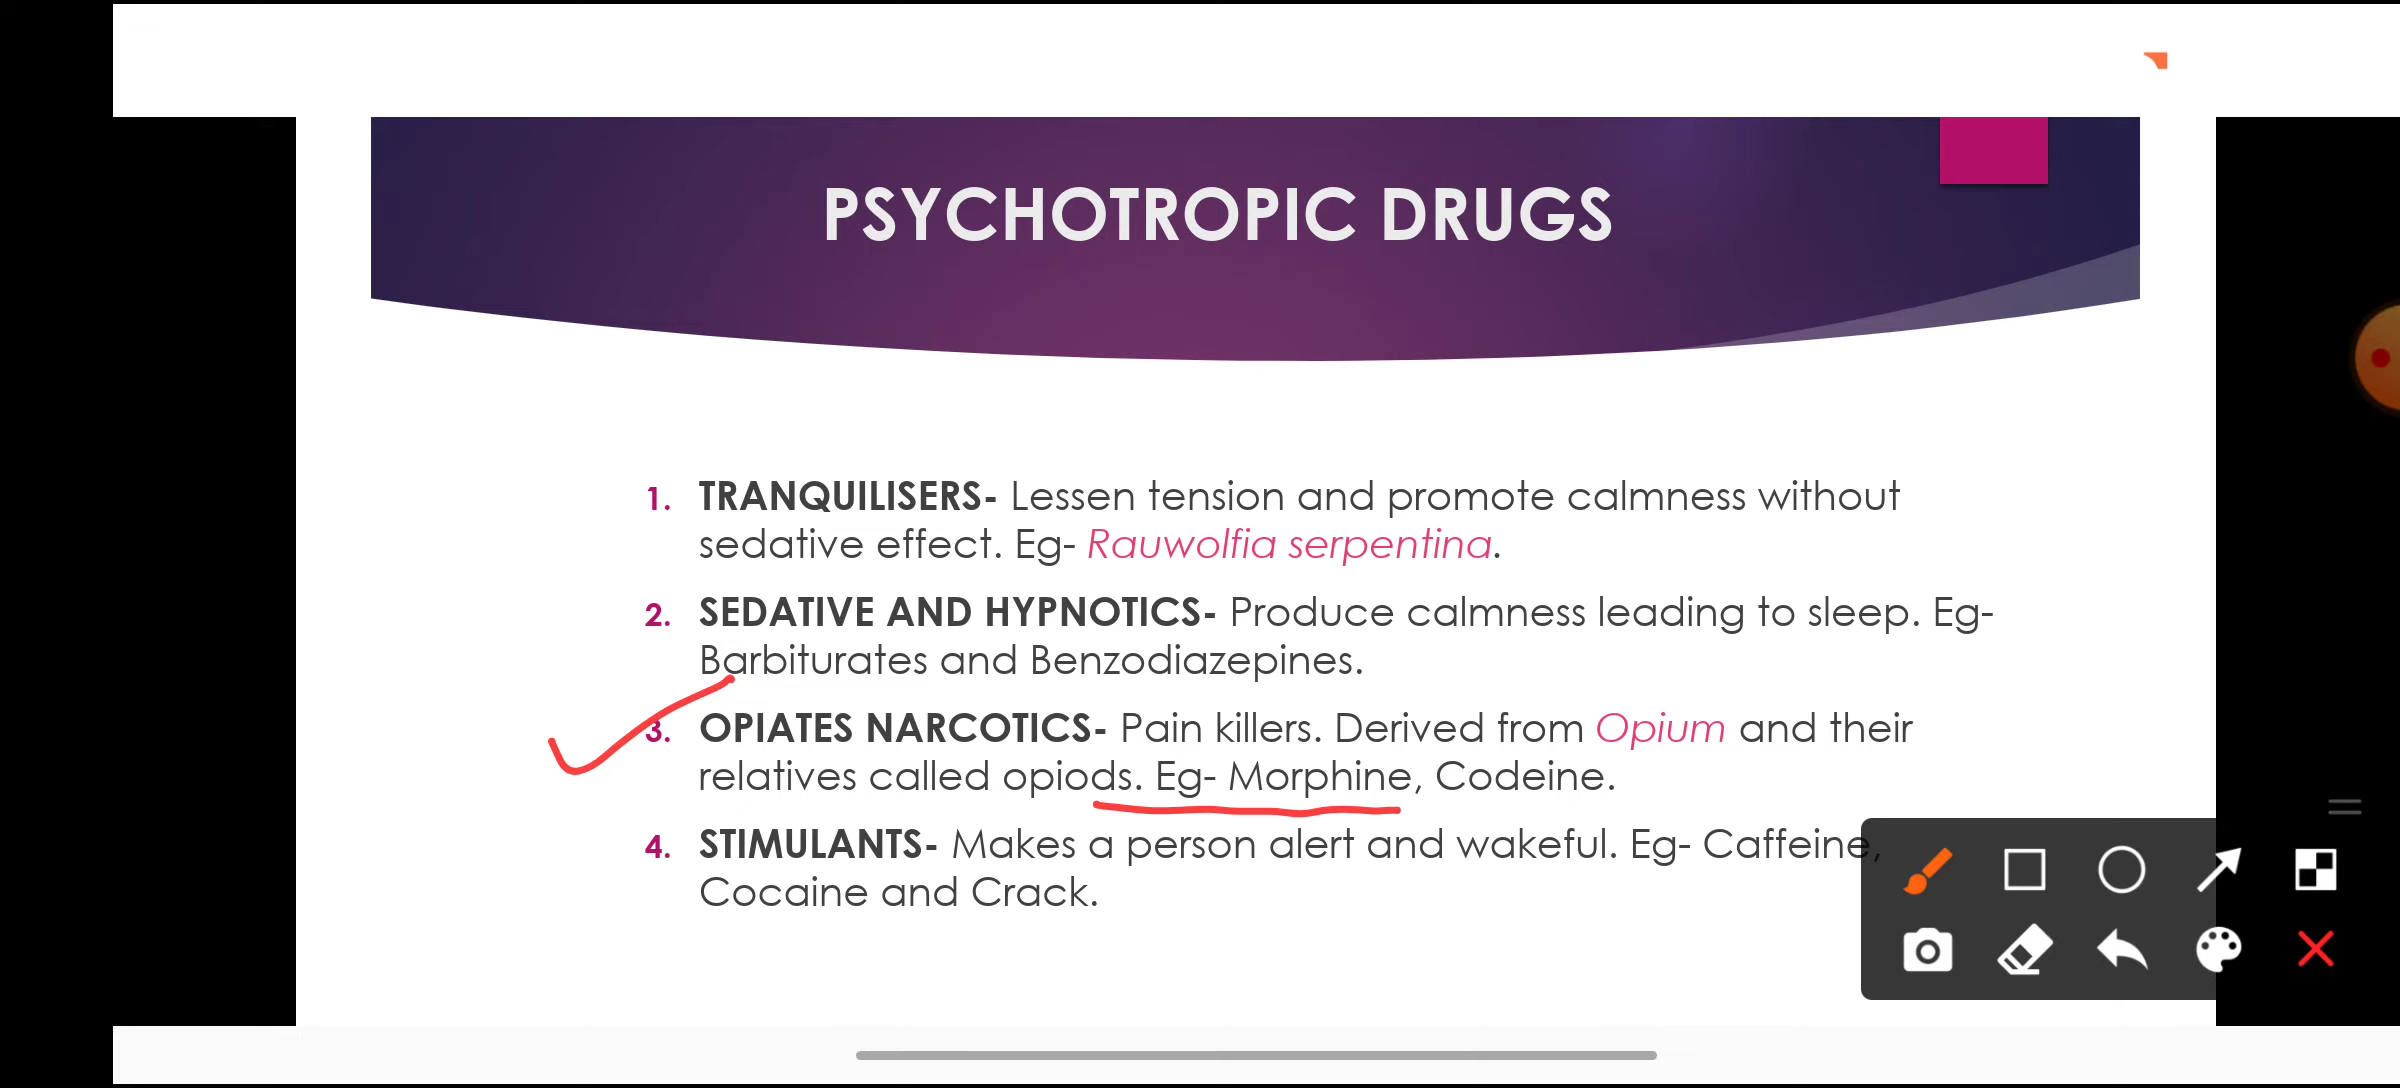 PSYCHOTROPIC DRUGS
1. TRANQUILISERS- Lessen tension and promote calmness without
sedative effect. Eg- Rauwolfia serpentina.
2. SEDATIVE AND HYPNOTICS- Produce calmness leading to sleep. Eg-
Barbiturates and Benzodiazepines.
3. OPIATES NARCOTICS- Pain killers. Derived from Opium and their
relatives called opiods. Eg- Morphine, Codeine.
4. STIMULANTS- Makes a person alert and wakeful. Eg- Caffeine,
Cocaine and Crack.